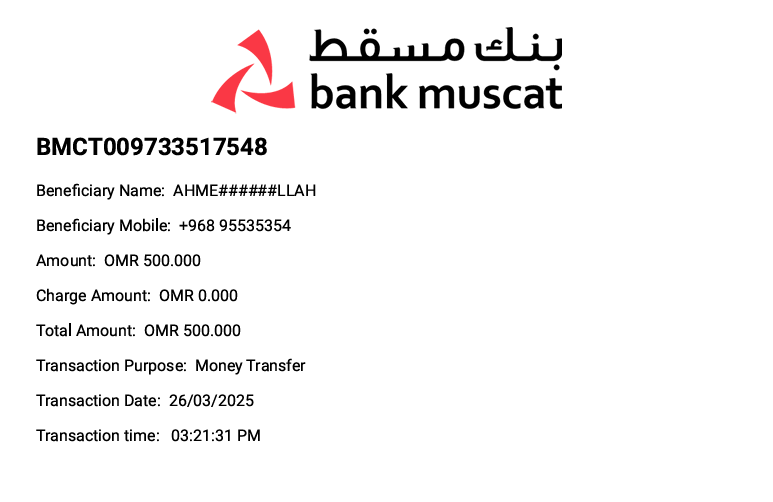 بنك مسقط
bank muscat
BMCT009733517548
Beneficiary Name: AHME######LLAH
Beneficiary Mobile: +968 95535354
Amount: OMR 500.000
Charge Amount: OMR 0.000
Total Amount: OMR 500.000
Transaction Purpose: Money Transfer
Transaction Date: 26/03/2025
Transaction time: 03:21:31 PM